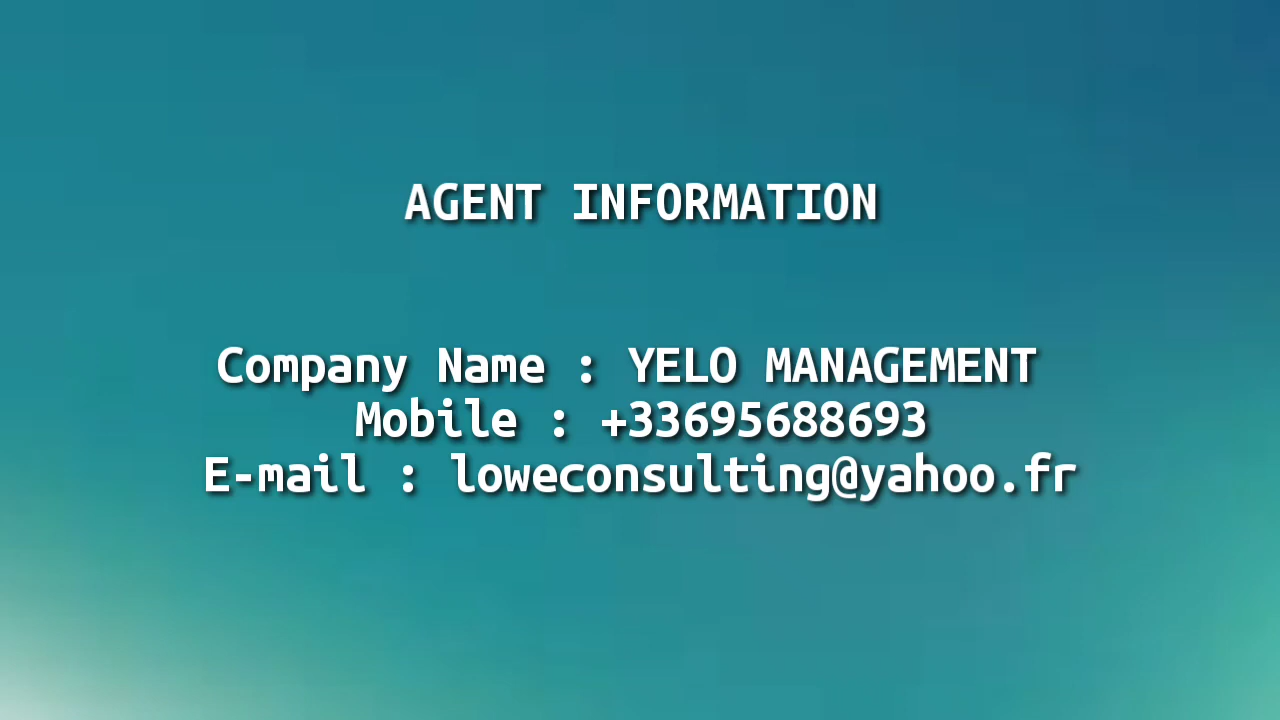 AGENT INFORMATION
Company Name : YELO MANAGEMENT
Mobile : +33695688693
E-mail : loweconsulting@yahoo.fr